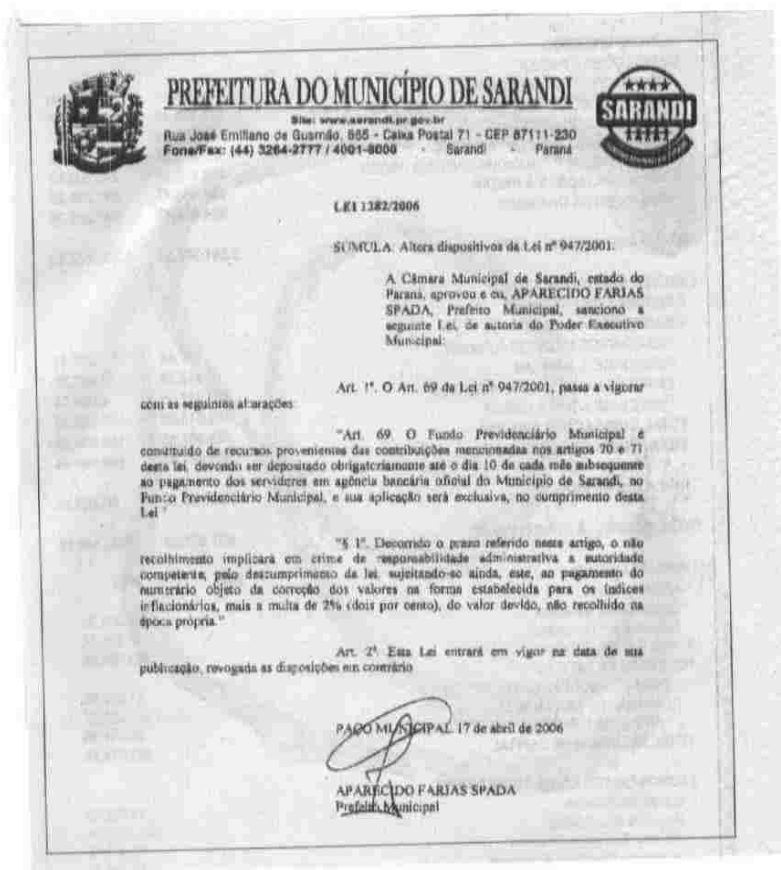 PREFEITURA DO MUNICÍPIO DE SARANDI
Site: www.sarandi.pr.gov.br
Rua José Emiliano de Gusmão, 565 - Caixa Postal 71 - CEP 87111-230
Fone/Fax: (44) 3264-2777 / 4001-8000 - Sarandi - Paraná
SARANDI
LEI 1382/2006
SÚMULA: Altera dispositivos da Lei nº 947/2001.
A Câmara Municipal de Sarandi, estado do
Paraná, aprovou e eu, APARECIDO FARIAS
SPADA, Prefeito Municipal, sanciono a
seguinte Lei, de autoria do Poder Executivo
Municipal:
Art. 1º. O Art. 69 da Lei nº 947/2001, passa a vigorar
com as seguintes alterações:
"Art. 69. O Fundo Previdenciário Municipal é
constituído de recursos provenientes das contribuições mencionadas nos artigos 70 e 71
desta lei, devendo ser depositado obrigatoriamente até o dia 10 de cada mês subsequente
ao pagamento dos servidores em agência bancária oficial do Município de Sarandi, no
Fundo Previdenciário Municipal, e sua aplicação será exclusiva, no cumprimento desta
Lei."
"§ 1º. Decorrido o prazo referido neste artigo, o não
recolhimento implicará em crime de responsabilidade administrativa a autoridade
competente, pelo descumprimento da lei, sujeitando-se ainda, este, ao pagamento do
numerário objeto da correção dos valores na forma estabelecida para os índices
inflacionários, mais a multa de 2% (dois por cento), do valor devido, não recolhido na
época própria."
Art. 2º. Esta Lei entrará em vigor na data de sua
publicação, revogada as disposições em contrário
PAÇO MUNICIPAL 17 de abril de 2006
APARECIDO FARIAS SPADA
Prefeito Municipal